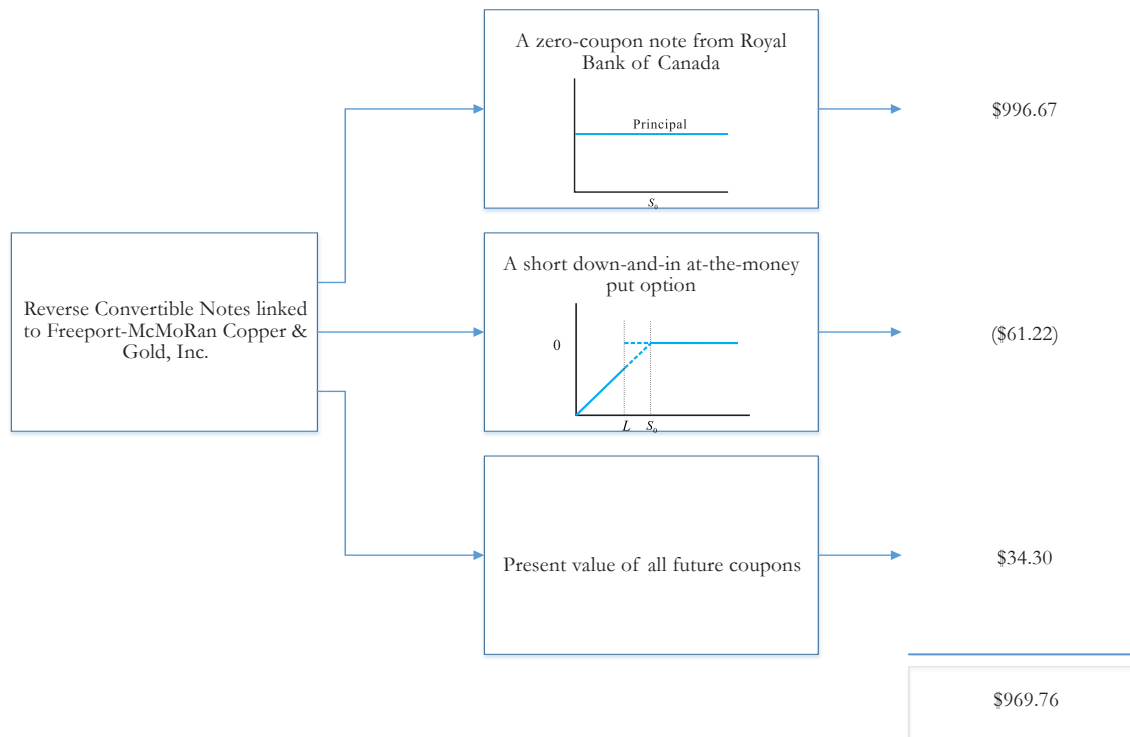 A zero-coupon note from Royal
Bank of Canada
Principal
S₀
$996.67
Reverse Convertible Notes linked
to Freeport-McMoRan Copper &
Gold, Inc.
A short down-and-in at-the-money
put option
0
L S₀
($61.22)
Present value of all future coupons
$34.30
$969.76